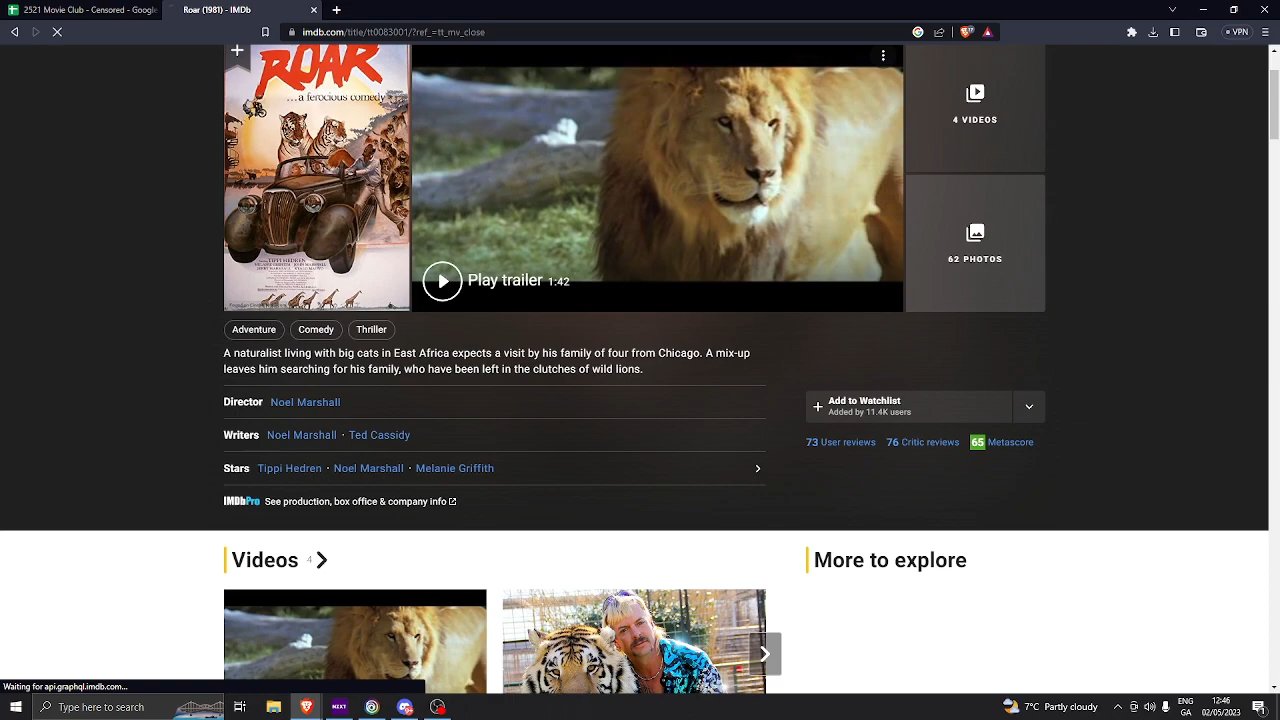 2521 Movie Club - Censored - Google
Roar (1981) - IMDb
imdb.com/title/tt0083001/?ref_=tt_mv_close
VPN
ROAR
...a ferocious comedy
TIPPI HEDREN
Play trailer 1:42
4 VIDEOS
62 PHOTOS
Adventure
Comedy
Thriller
A naturalist living with big cats in East Africa expects a visit by his family of four from Chicago. A mix-up
leaves him searching for his family, who have been left in the clutches of wild lions.
Director Noel Marshall
Writers Noel Marshall · Ted Cassidy
Stars Tippi Hedren · Noel Marshall · Melanie Griffith
IMDbPro See production, box office & company info
Add to Watchlist
Added by 11.4K users
73 User reviews 76 Critic reviews 65 Metascore
Videos 4
More to explore
Waiting for api.graphql.imdb.com...
Type here to search
NEXT
7°C Partly cloudy
ENG
GA
12:46
02/05/2023